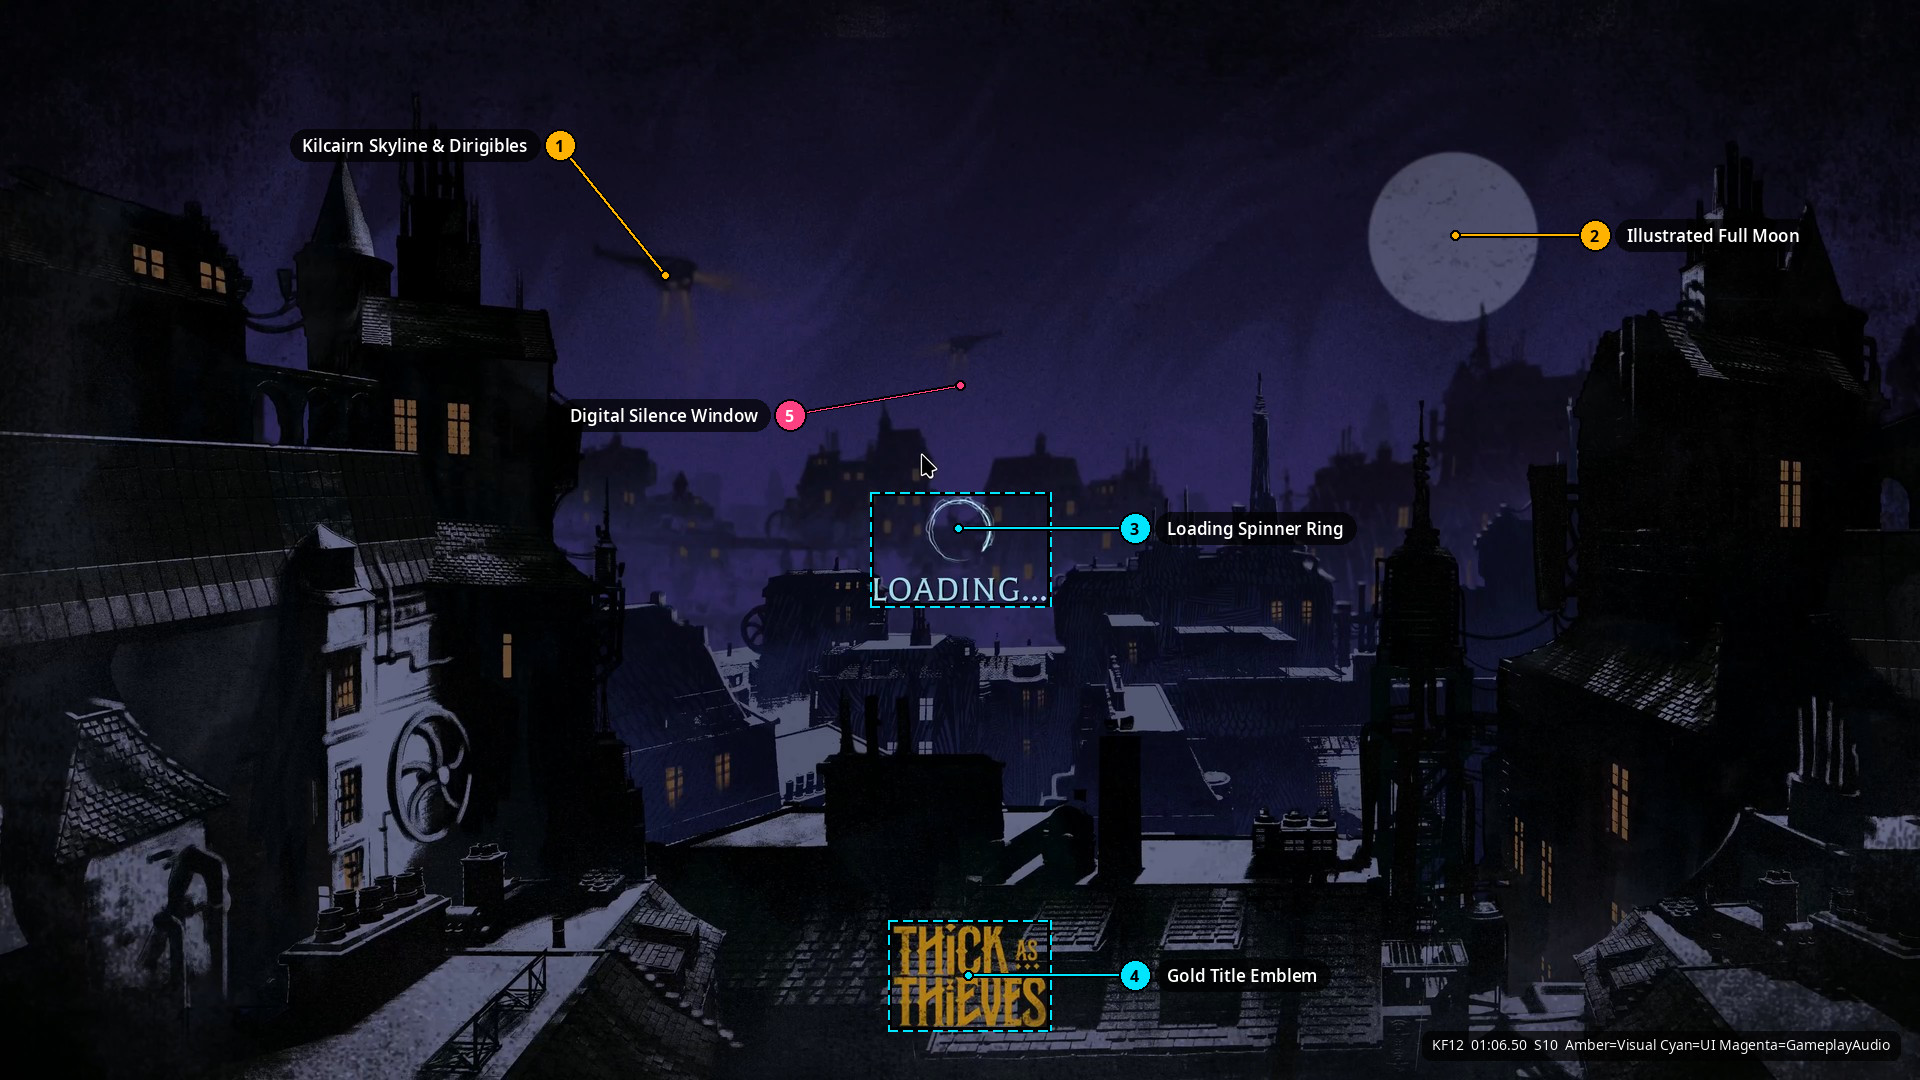 Kilcairn Skyline & Dirigibles 1
2 Illustrated Full Moon
Digital Silence Window 5
3 Loading Spinner Ring
LOADING...
THICK AS
THIEVES
4 Gold Title Emblem
KF12 01:06.50 S10 Amber=Visual Cyan=UI Magenta=GameplayAudio